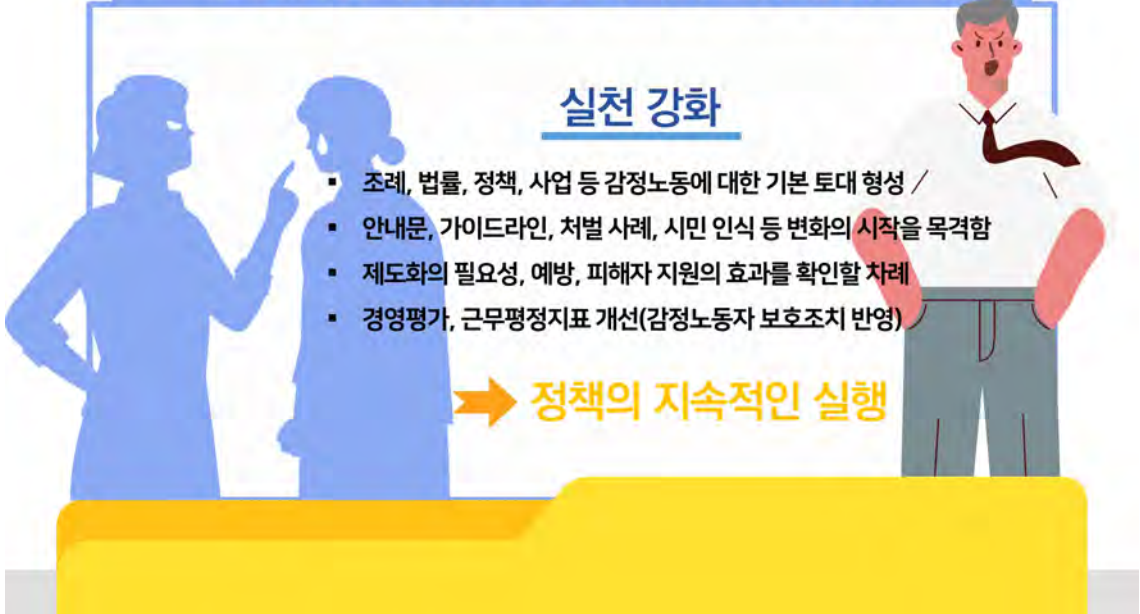 실천 강화
▪ 조례, 법률, 정책, 사업 등 감정노동에 대한 기본 토대 형성
▪ 안내문, 가이드라인, 처벌 사례, 시민 인식 등 변화의 시작을 목격함
▪ 제도화의 필요성, 예방, 피해자 지원의 효과를 확인할 차례
▪ 경영평가, 근무평정지표 개선(감정노동자 보호조치 반영)
정책의 지속적인 실행